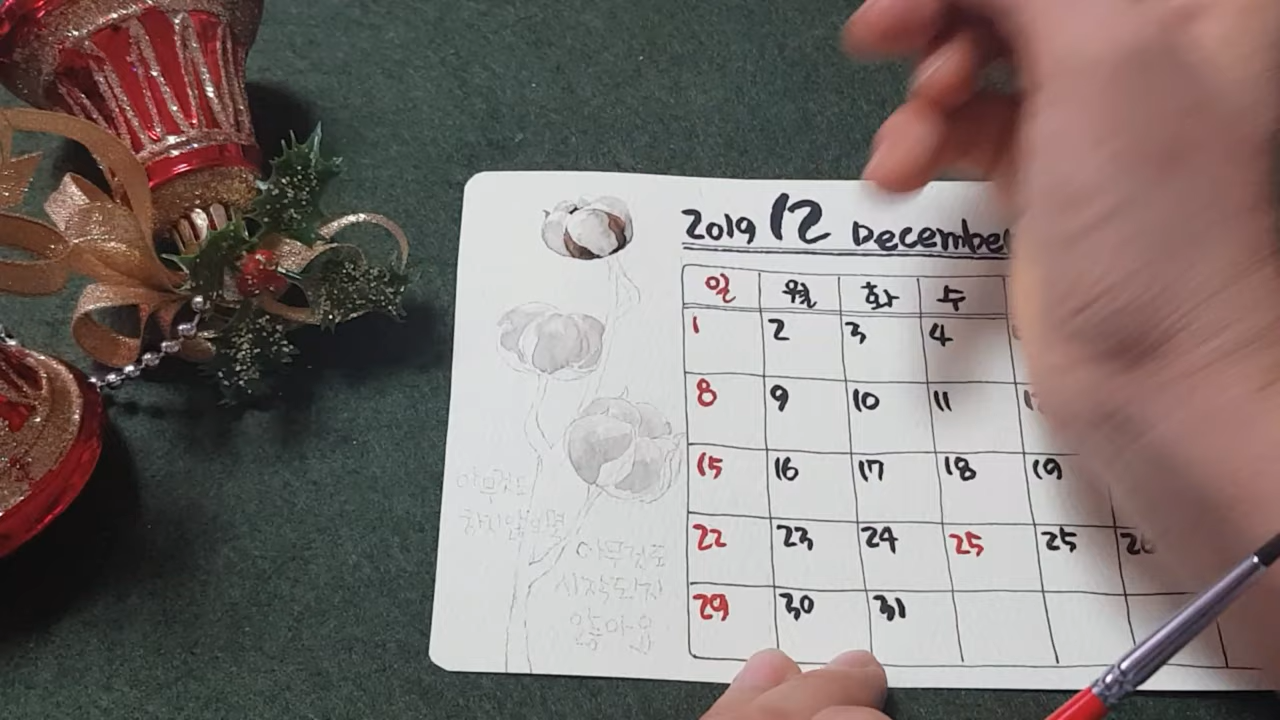 2019 12 December
일 월 화 수
1 2 3 4
8 9 10 11
15 16 17 18 19
22 23 24 25 25
29 30 31
아무것도
하지않으면
아무것도
시작되지
않아요